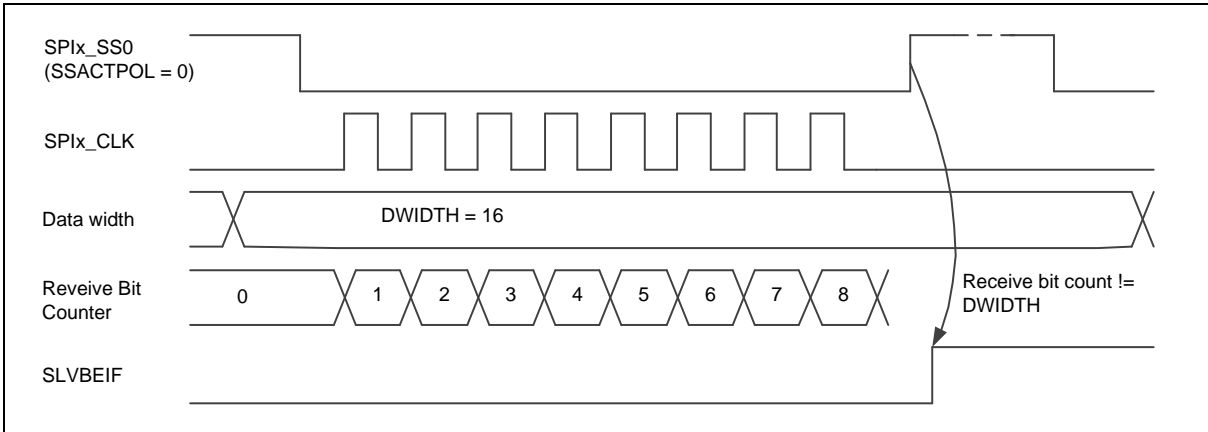 SPIx_SS0
(SSACTPOL = 0)
SPIx_CLK
Data width
DWIDTH = 16
Reveive Bit
Counter
0
1
2
3
4
5
6
7
8
Receive bit count !=
DWIDTH
SLVBEIF